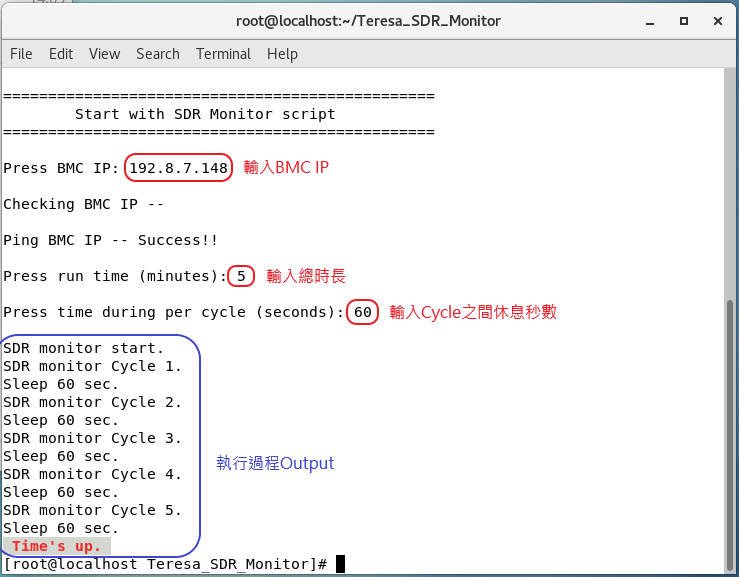 root@localhost:~/Teresa_SDR_Monitor
File Edit View Search Terminal Help
================================================
Start with SDR Monitor script
================================================
Press BMC IP: 192.8.7.148 輸入BMC IP
Checking BMC IP --
Ping BMC IP -- Success!!
Press run time (minutes): 5 輸入總時長
Press time during per cycle (seconds): 60 輸入Cycle之間休息秒數
SDR monitor start.
SDR monitor Cycle 1.
Sleep 60 sec.
SDR monitor Cycle 2.
Sleep 60 sec.
SDR monitor Cycle 3.
Sleep 60 sec.
執行過程Output
SDR monitor Cycle 4.
Sleep 60 sec.
SDR monitor Cycle 5.
Sleep 60 sec.
Time's up.
[root@localhost Teresa_SDR_Monitor]#